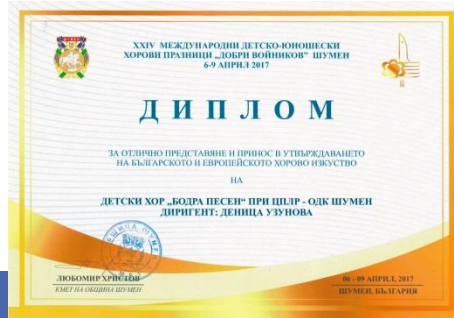 XXIV МЕЖДУНАРОДНИ ДЕТСКО-ЮНОШЕСКИ
ХОРОВИ ПРАЗНИЦИ „ДОБРИ ВОЙНИКОВ" ШУМЕН
6-9 АПРИЛ 2017
ДИПЛОМ
ЗА ОТЛИЧНО ПРЕДСТАВЯНЕ И ПРИНОС В УТВЪРЖДАВАНЕТО
НА БЪЛГАРСКОТО И ЕВРОПЕЙСКОТО ХОРОВО ИЗКУСТВО
НА
ДЕТСКИ ХОР „БОДРА ПЕСЕН" ПРИ ЦПЛР - ОДК ШУМЕН
ДИРИГЕНТ: ДЕНИЦА УЗУНОВА
ЛЮБОМИР ХРИСТОВ
КМЕТ НА ОБЩИНА ШУМЕН
06 - 09 АПРИЛ, 2017
ШУМЕН, БЪЛГАРИЯ